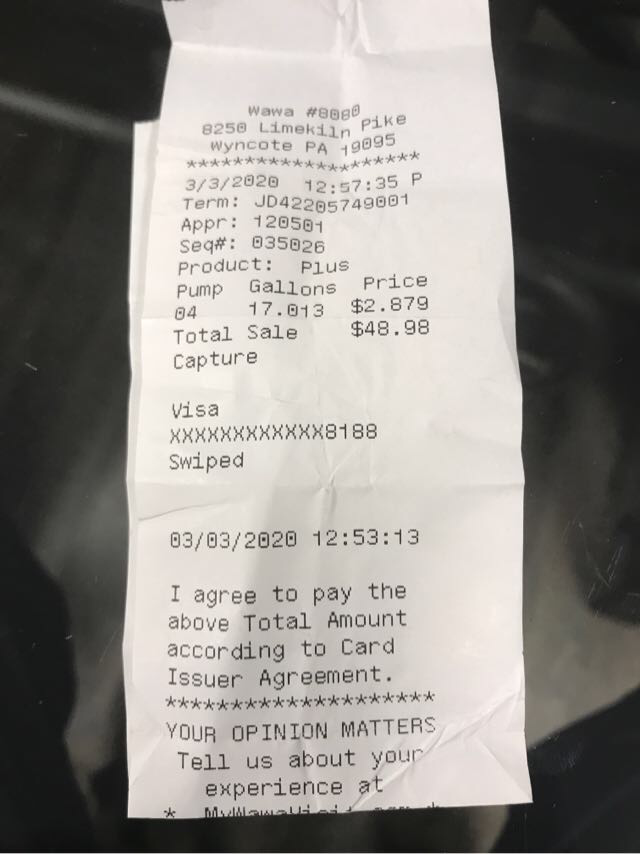 Wawa #8080
8250 Limekiln Pike
Wyncote PA 19095
********************
3/3/2020 12:57:35 P
Term: JD42205749001
Appr: 120501
Seq#: 035026
Product: Plus
Pump Gallons Price
04 17.013 $2.879
Total Sale $48.98
Capture
Visa
XXXXXXXXXXXX8188
Swiped
03/03/2020 12:53:13
I agree to pay the
above Total Amount
according to Card
Issuer Agreement.
********************
YOUR OPINION MATTERS
Tell us about your
experience at
* *